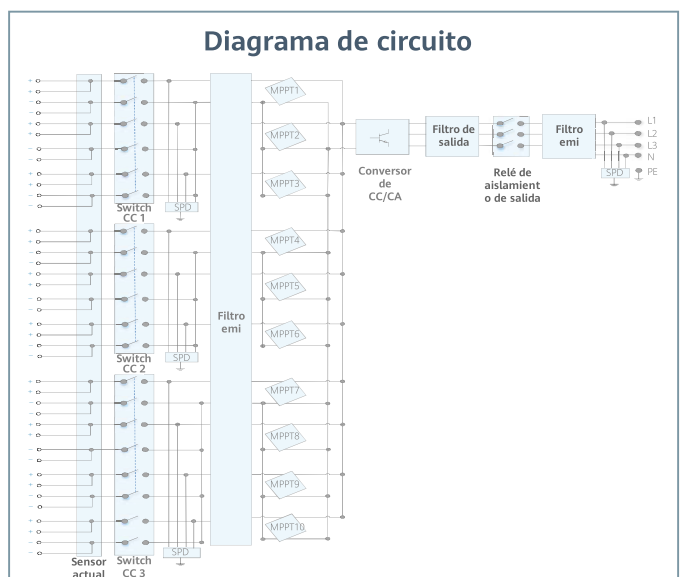 Diagrama de circuito
MPPT1
MPPT2
MPPT3
Switch
CC 1
SPD
MPPT4
MPPT5
MPPT6
Switch
CC 2
SPD
Filtro
emi
MPPT7
MPPT8
MPPT9
MPPT10
Sensor
actual
Switch
CC 3
SPD
Conversor
de
CC/CA
Filtro de
salida
Relé de
aislamient
o de salida
Filtro
emi
SPD
L1
L2
L3
N
PE